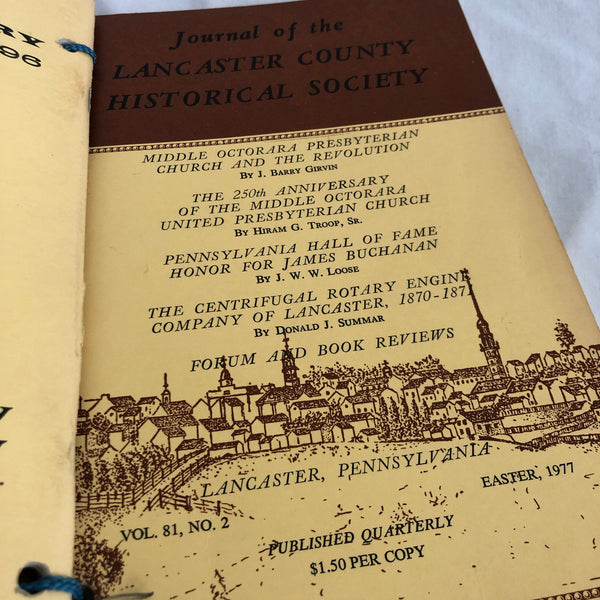 RY
96
Journal of the
LANCASTER COUNTY
HISTORICAL SOCIETY
MIDDLE OCTORARA PRESBYTERIAN
CHURCH AND THE REVOLUTION
BY J. BARRY GIRVIN
THE 250th ANNIVERSARY
OF THE MIDDLE OCTORARA
UNITED PRESBYTERIAN CHURCH
BY HIRAM G. TROOP, SR.
PENNSYLVANIA HALL OF FAME
HONOR FOR JAMES BUCHANAN
BY J. W. W. LOOSE
THE CENTRIFUGAL ROTARY ENGINE
COMPANY OF LANCASTER, 1870-1871
BY DONALD J. SUMMAR
FORUM AND BOOK REVIEWS
LANCASTER, PENNSYLVANIA
VOL. 81, NO. 2
EASTER, 1977
PUBLISHED QUARTERLY
$1.50 PER COPY